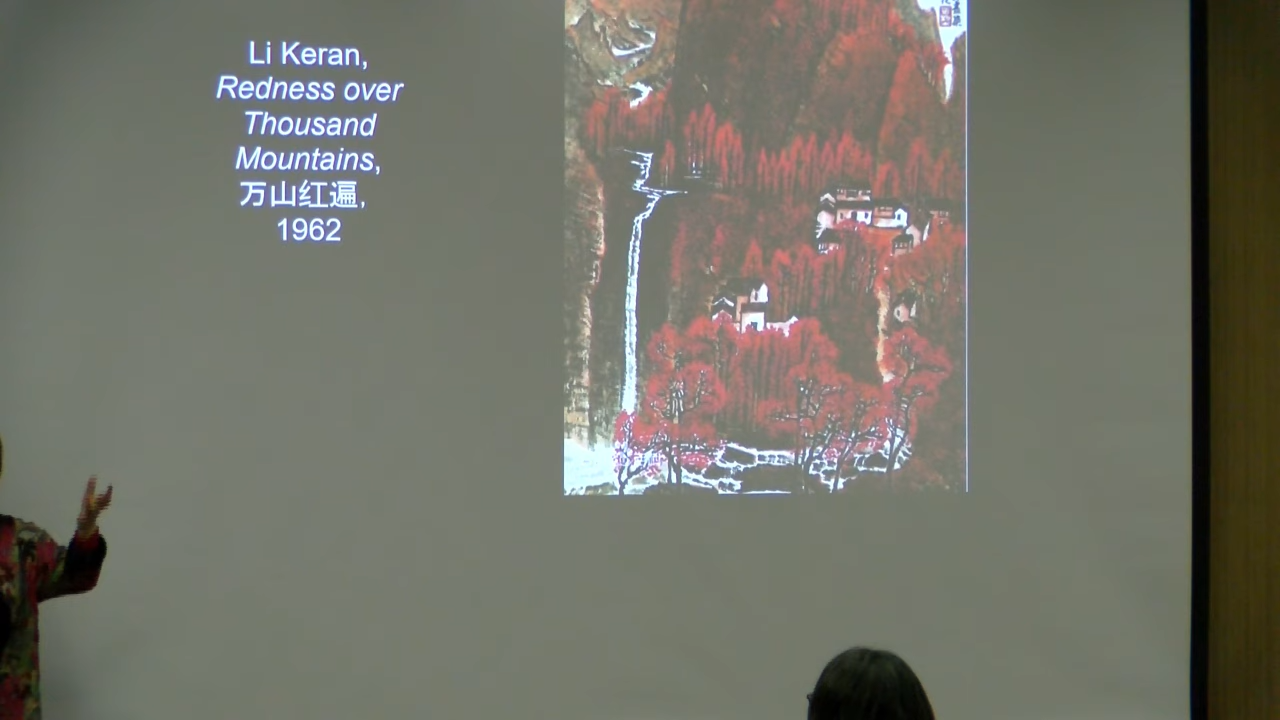 Li Keran,
Redness over
Thousand
Mountains,
万山红遍,
1962